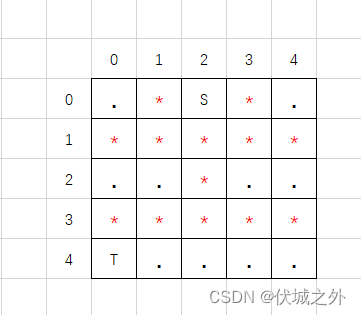 0 1 2 3 4
0 . * S * .
1 * * * * *
2 . . * . .
3 * * * * *
4 T . . . .
CSDN @伏城之外